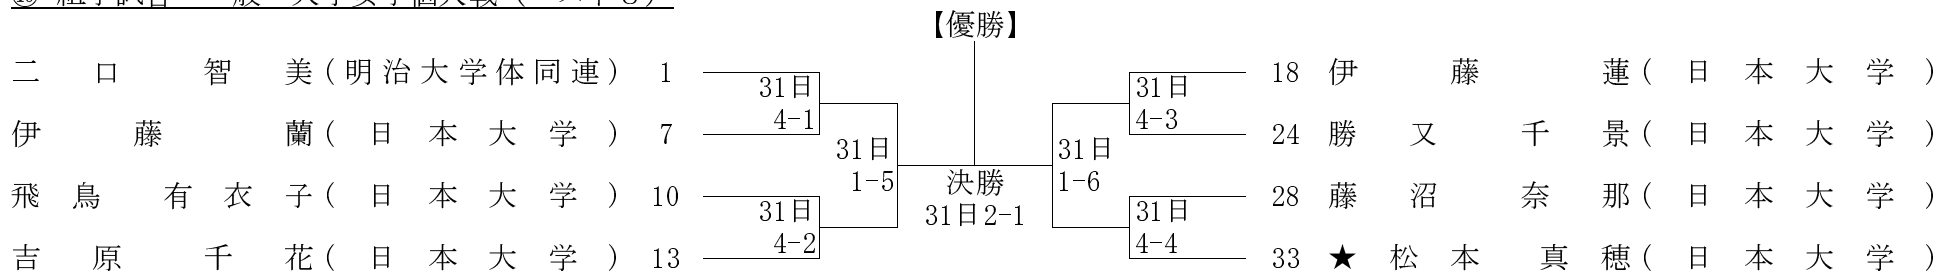 【優勝】
二口 智美(明治大学体同連) 1
31日
4-1
伊藤 蘭(日本大学) 7
31日
1-5
飛鳥 有衣子(日本大学) 10
31日
4-2
吉原 千花(日本大学) 13
決勝
31日2-1
18 伊藤 蓮(日本大学)
31日
4-3
24 勝又 千景(日本大学)
31日
1-6
28 藤沼 奈那(日本大学)
31日
4-4
33 ★松本 真穂(日本大学)